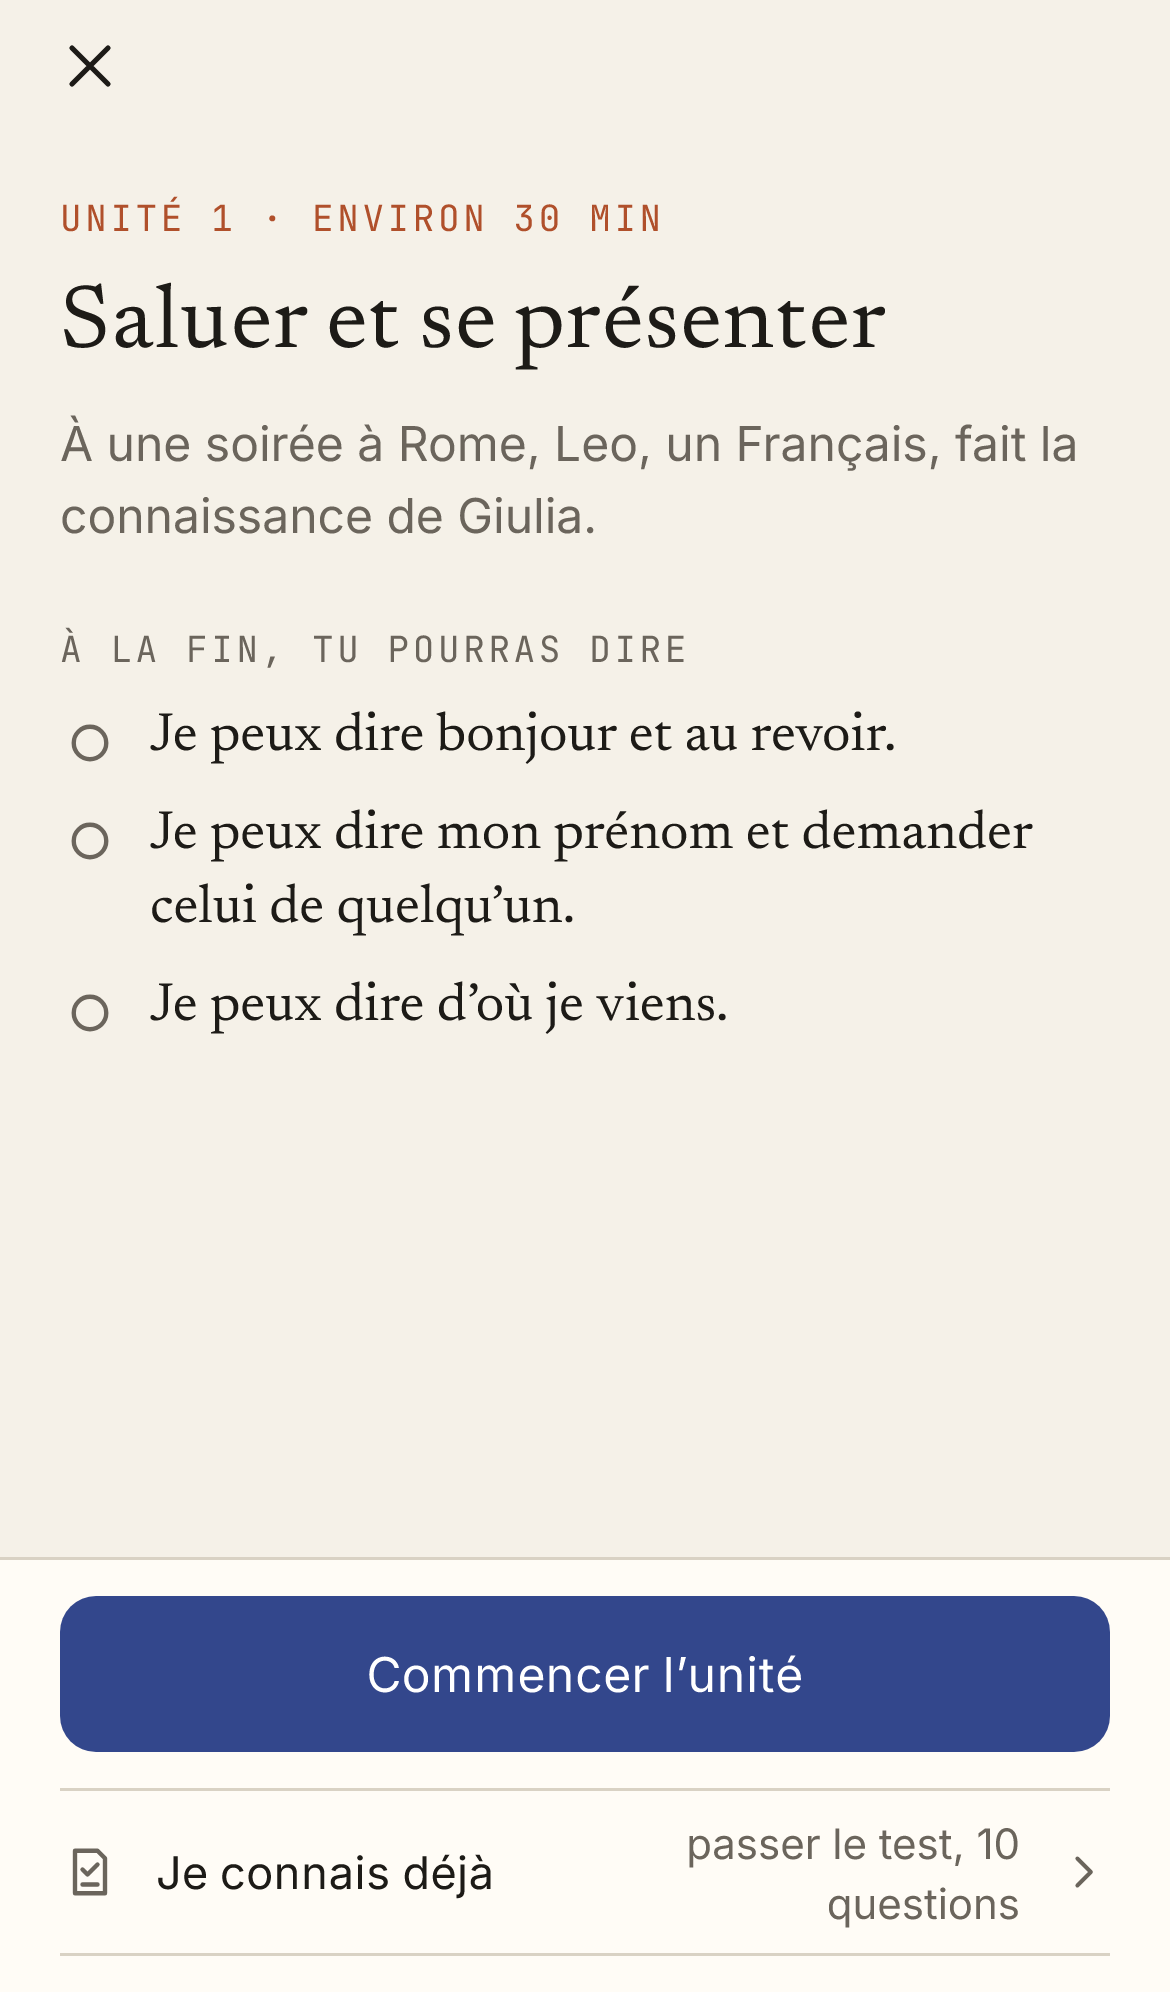 UNITÉ 1 · ENVIRON 30 MIN
Saluer et se présenter
À une soirée à Rome, Leo, un Français, fait la
connaissance de Giulia.
À LA FIN, TU POURRAS DIRE
Je peux dire bonjour et au revoir.
Je peux dire mon prénom et demander
celui de quelqu’un.
Je peux dire d’où je viens.
Commencer l’unité
Je connais déjà
passer le test, 10
questions